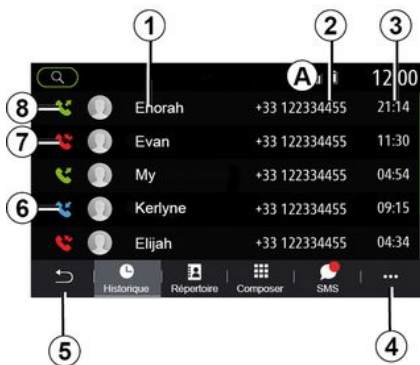 1 2 3
A 12:00
8 Enorah +33 122334455 21:14
7 Evan +33 122334455 11:30
My +33 122334455 04:54
6 Kerlyne +33 122334455 09:15
Elijah +33 122334455 04:34
Historique Répertoire Composer SMS ...
5 4